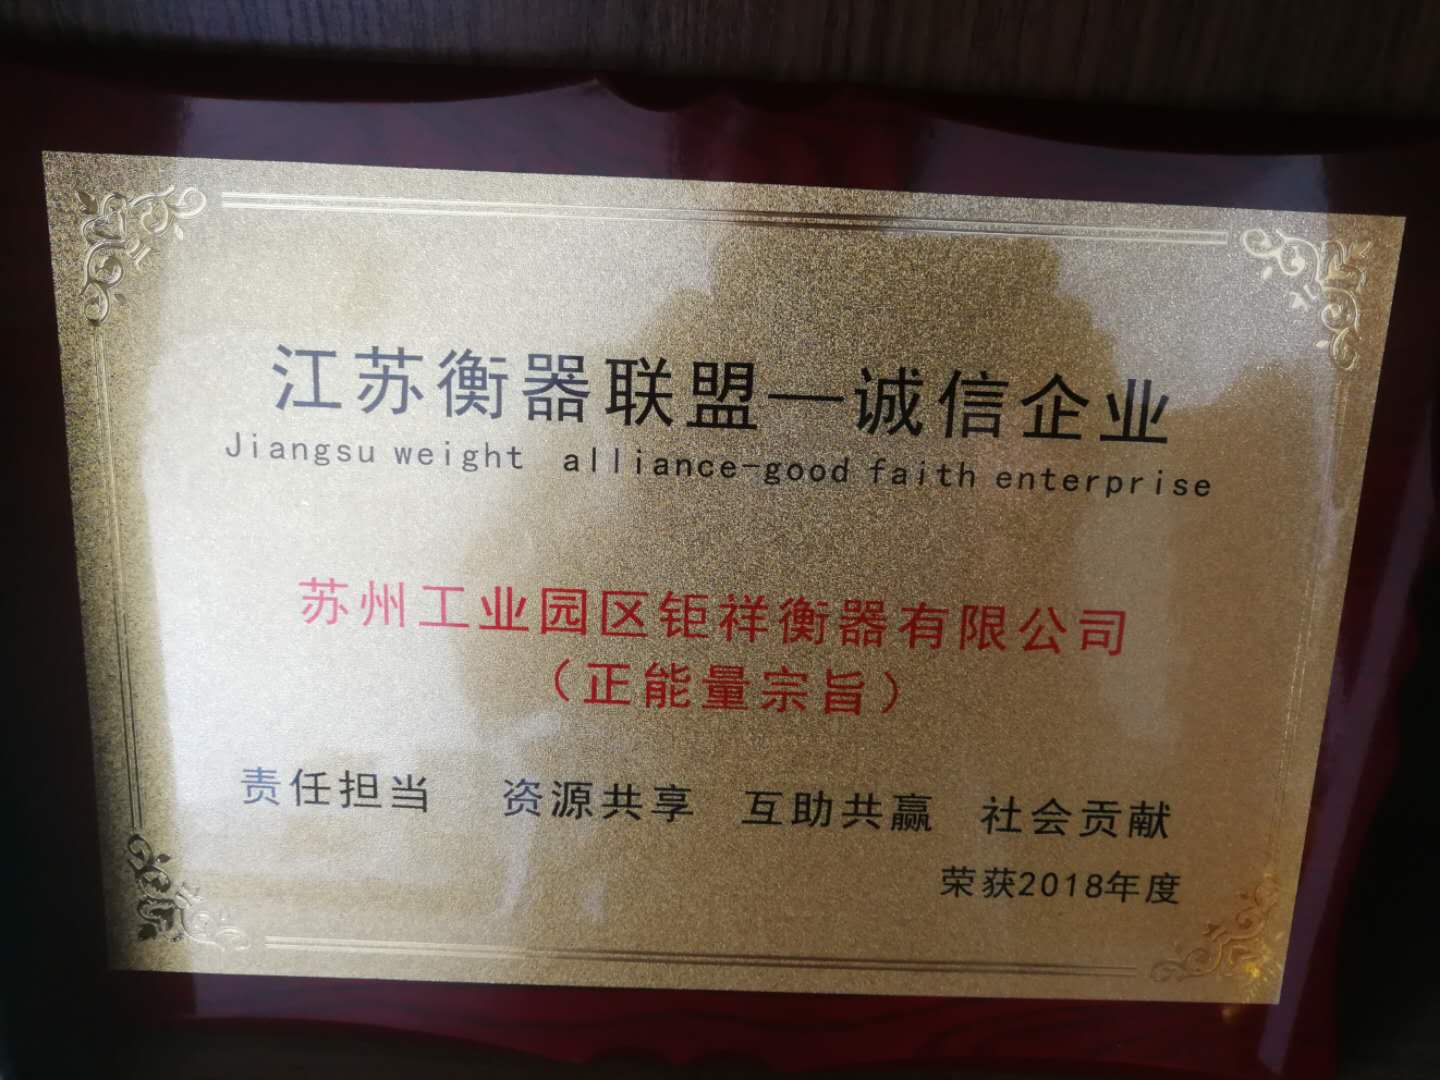 江苏衡器联盟—诚信企业
Jiangsu weight alliance-good faith enterprise
苏州工业园区钜祥衡器有限公司
（正能量宗旨）
责任担当 资源共享 互助共赢 社会贡献
荣获2018年度